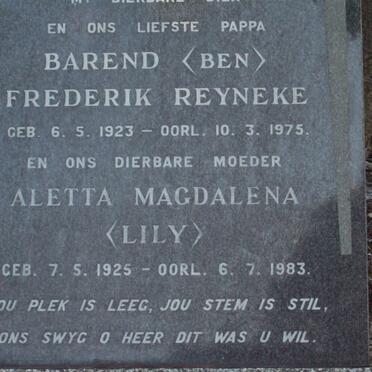 EN ONS LIEFSTE PAPPA
BAREND <BEN>
FREDERIK REYNEKE
GEB. 6. 5. 1923 – OORL. 10. 3. 1975.
EN ONS DIERBARE MOEDER
ALETTA MAGDALENA
<LILY>
GEB. 7. 5. 1925 – OORL. 6. 7. 1983.
JOU PLEK IS LEEG, JOU STEM IS STIL,
ONS SWYG O HEER DIT WAS U WIL.